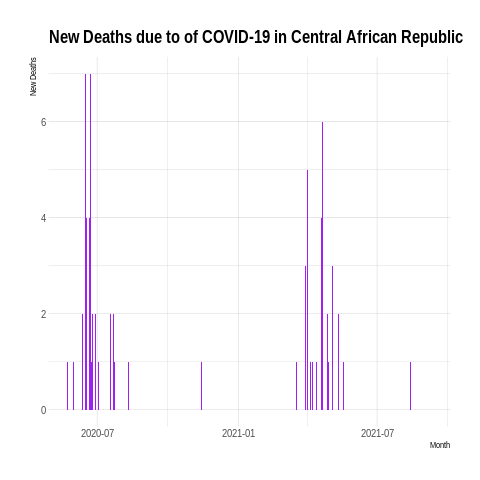 New Deaths due to of COVID-19 in Central African Republic
New Deaths
6
4
2
0
2020-07
2021-01
2021-07
Month